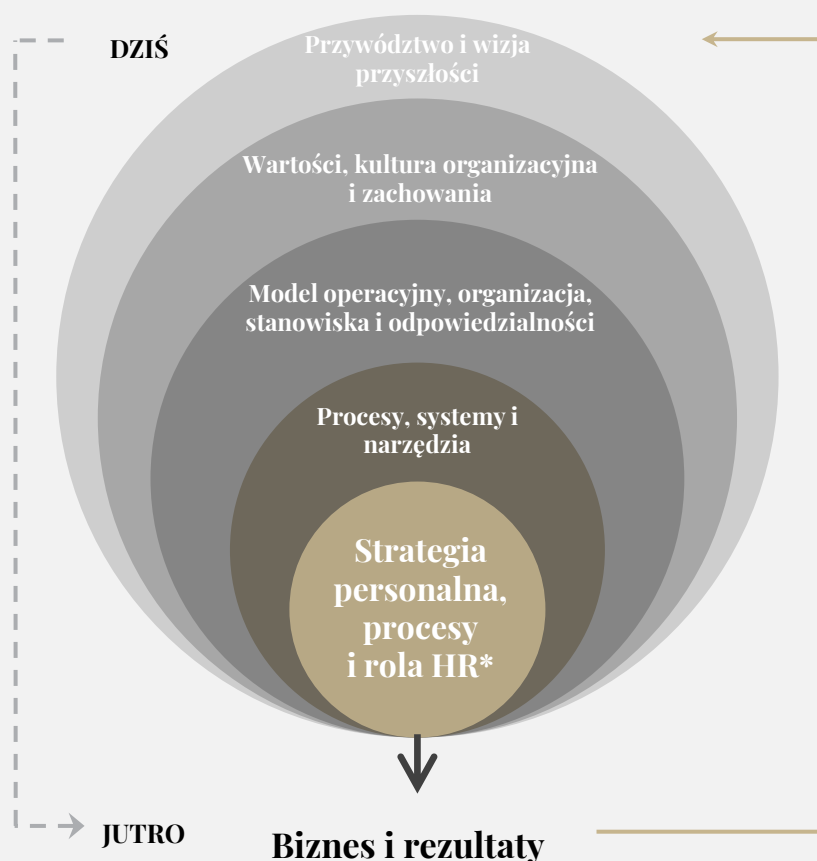 DZIŚ
Przywództwo i wizja
przyszłości
Wartości, kultura organizacyjna
i zachowania
Model operacyjny, organizacja,
stanowiska i odpowiedzialności
Procesy, systemy i
narzędzia
Strategia
personalna,
procesy
i rola HR*
JUTRO
Biznes i rezultaty